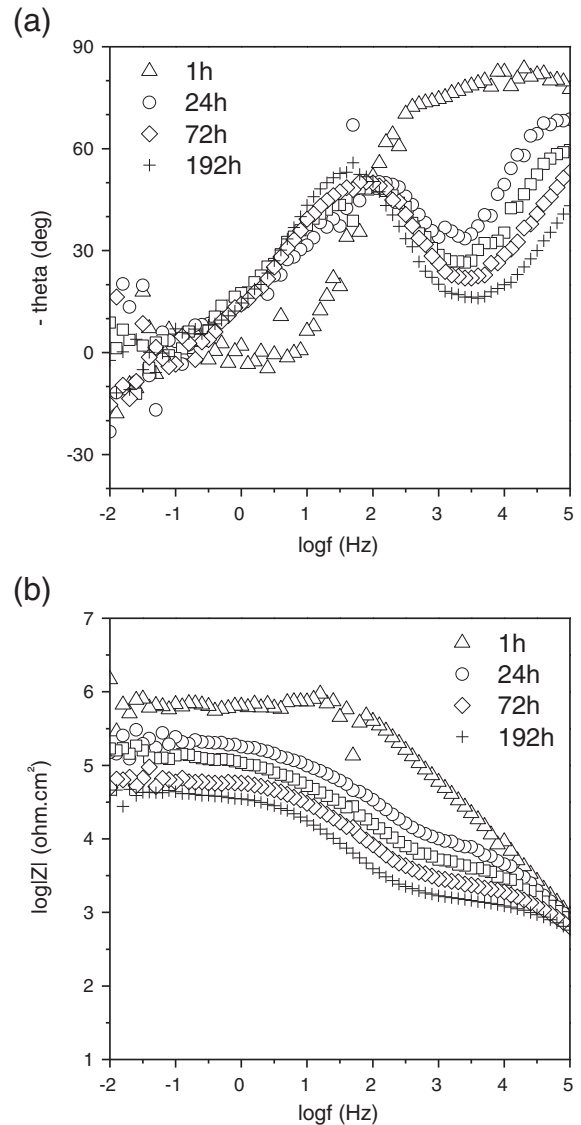 (a)
90
60
30
0
-30
- theta (deg)
1h
24h
72h
192h
-2 -1 0 1 2 3 4 5
logf (Hz)
(b)
7
6
5
4
3
2
1
log|Z| (ohm.cm²)
1h
24h
72h
192h
-2 -1 0 1 2 3 4 5
logf (Hz)